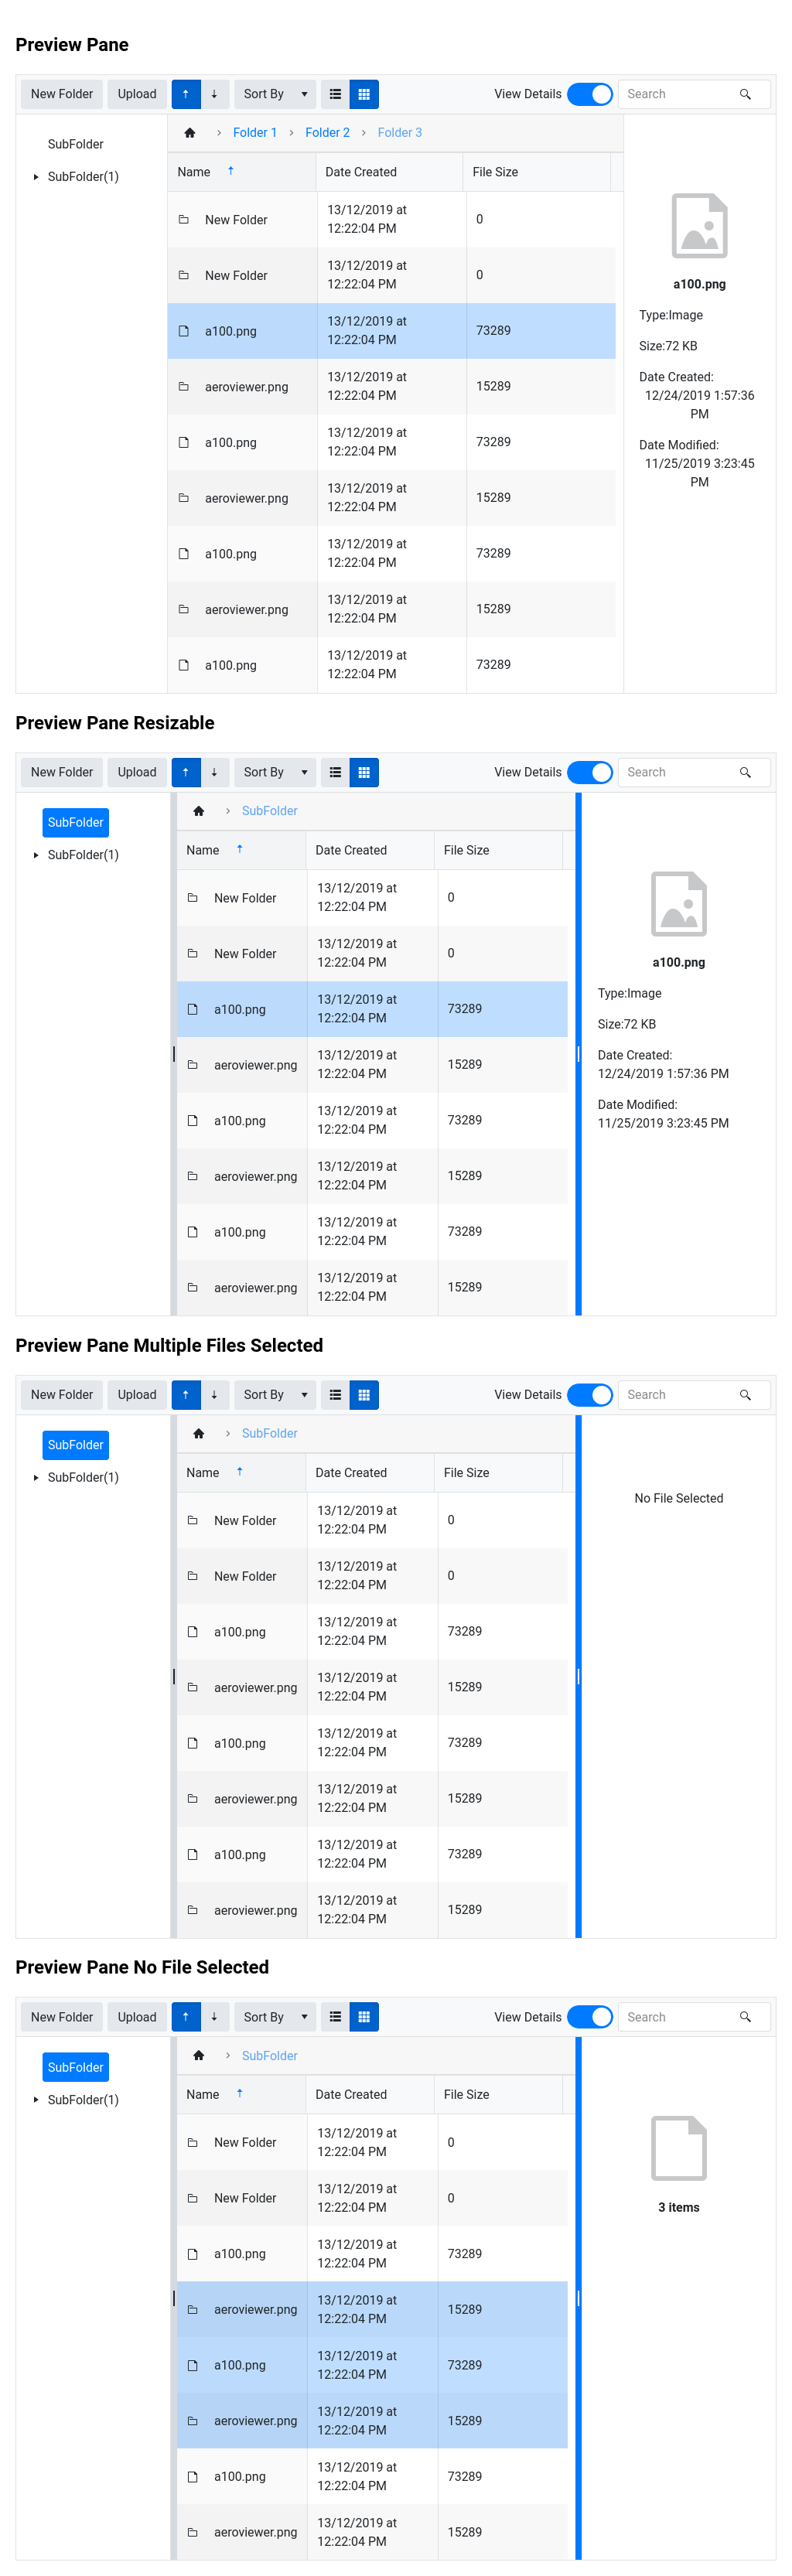 Preview Pane
New Folder Upload Sort By View Details Search
SubFolder
SubFolder(1)
Folder 1 Folder 2 Folder 3
Name Date Created File Size
New Folder 13/12/2019 at 12:22:04 PM 0
New Folder 13/12/2019 at 12:22:04 PM 0
a100.png 13/12/2019 at 12:22:04 PM 73289
aeroviewer.png 13/12/2019 at 12:22:04 PM 15289
a100.png 13/12/2019 at 12:22:04 PM 73289
aeroviewer.png 13/12/2019 at 12:22:04 PM 15289
a100.png 13/12/2019 at 12:22:04 PM 73289
aeroviewer.png 13/12/2019 at 12:22:04 PM 15289
a100.png 13/12/2019 at 12:22:04 PM 73289
a100.png
Type:Image
Size:72 KB
Date Created:
12/24/2019 1:57:36
PM
Date Modified:
11/25/2019 3:23:45
PM
Preview Pane Resizable
New Folder Upload Sort By View Details Search
SubFolder
SubFolder(1)
SubFolder
Name Date Created File Size
New Folder 13/12/2019 at 12:22:04 PM 0
New Folder 13/12/2019 at 12:22:04 PM 0
a100.png 13/12/2019 at 12:22:04 PM 73289
aeroviewer.png 13/12/2019 at 12:22:04 PM 15289
a100.png 13/12/2019 at 12:22:04 PM 73289
aeroviewer.png 13/12/2019 at 12:22:04 PM 15289
a100.png 13/12/2019 at 12:22:04 PM 73289
aeroviewer.png 13/12/2019 at 12:22:04 PM 15289
a100.png
Type:Image
Size:72 KB
Date Created:
12/24/2019 1:57:36 PM
Date Modified:
11/25/2019 3:23:45 PM
Preview Pane Multiple Files Selected
New Folder Upload Sort By View Details Search
SubFolder
SubFolder(1)
SubFolder
Name Date Created File Size
New Folder 13/12/2019 at 12:22:04 PM 0
New Folder 13/12/2019 at 12:22:04 PM 0
a100.png 13/12/2019 at 12:22:04 PM 73289
aeroviewer.png 13/12/2019 at 12:22:04 PM 15289
a100.png 13/12/2019 at 12:22:04 PM 73289
aeroviewer.png 13/12/2019 at 12:22:04 PM 15289
a100.png 13/12/2019 at 12:22:04 PM 73289
aeroviewer.png 13/12/2019 at 12:22:04 PM 15289
No File Selected
Preview Pane No File Selected
New Folder Upload Sort By View Details Search
SubFolder
SubFolder(1)
SubFolder
Name Date Created File Size
New Folder 13/12/2019 at 12:22:04 PM 0
New Folder 13/12/2019 at 12:22:04 PM 0
a100.png 13/12/2019 at 12:22:04 PM 73289
aeroviewer.png 13/12/2019 at 12:22:04 PM 15289
a100.png 13/12/2019 at 12:22:04 PM 73289
aeroviewer.png 13/12/2019 at 12:22:04 PM 15289
a100.png 13/12/2019 at 12:22:04 PM 73289
aeroviewer.png 13/12/2019 at 12:22:04 PM 15289
3 items